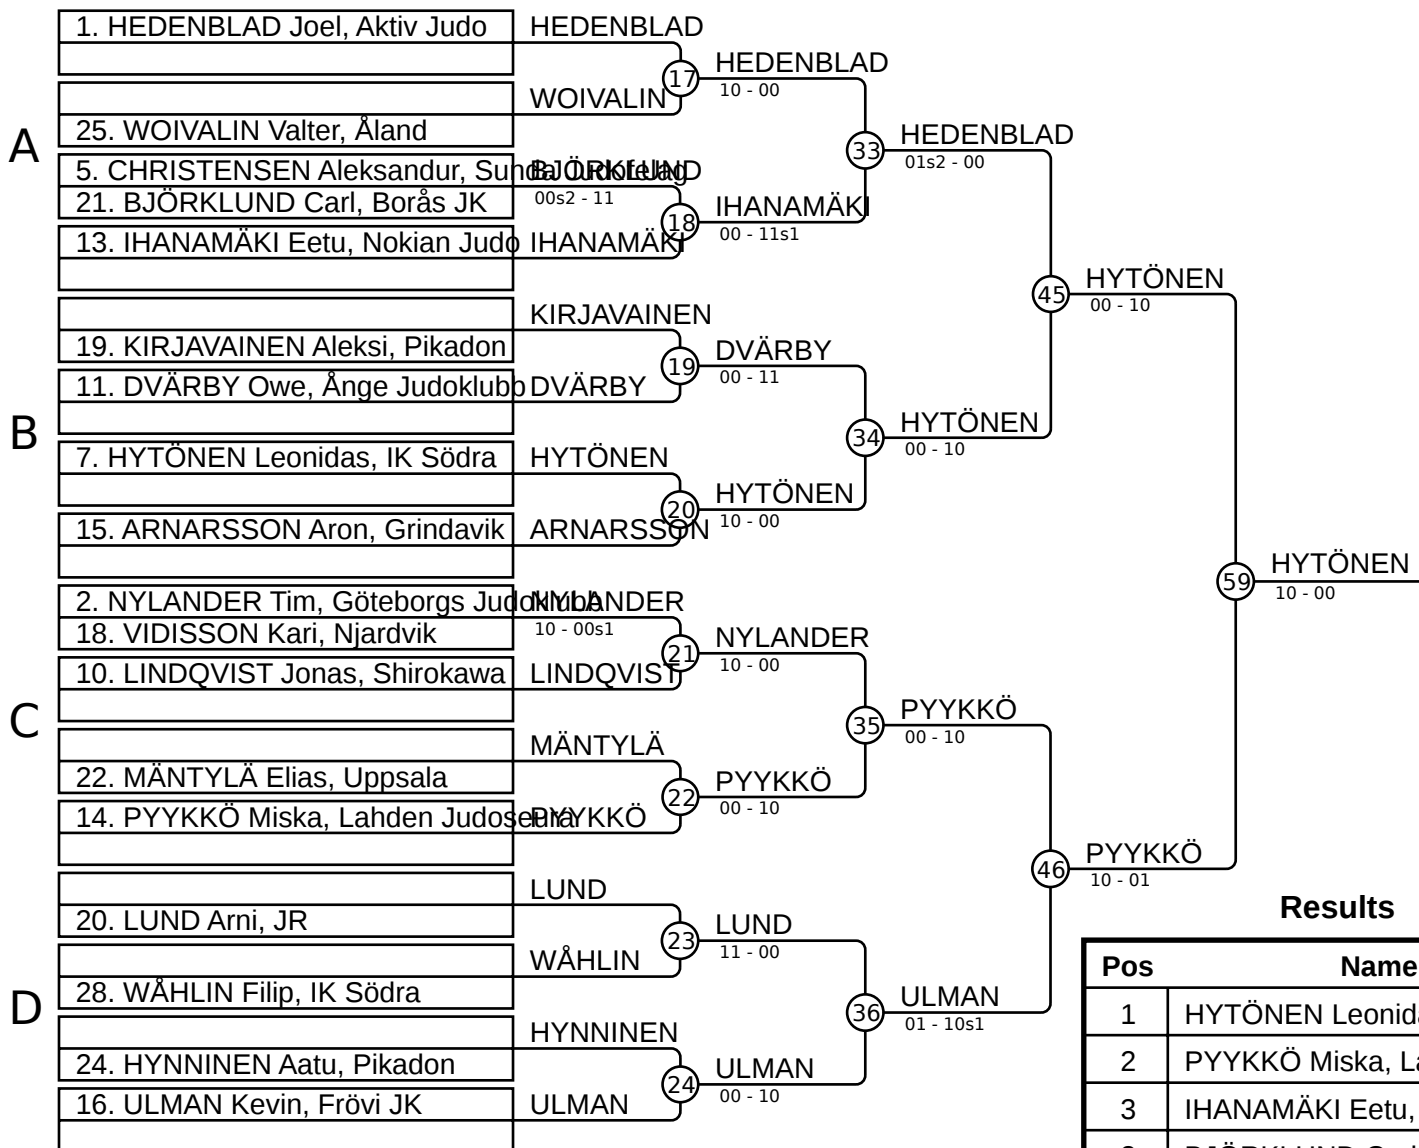 A
1. HEDENBLAD Joel, Aktiv Judo
25. WOIVALIN Valter, Åland
5. CHRISTENSEN Aleksandur, Sunda Judofelag
21. BJÖRKLUND Carl, Borås JK
13. IHANAMÄKI Eetu, Nokian Judo
B
19. KIRJAVAINEN Aleksi, Pikadon
11. DVÄRBY Owe, Ånge Judoklubb
7. HYTÖNEN Leonidas, IK Södra
15. ARNARSSON Aron, Grindavik
C
2. NYLANDER Tim, Göteborgs Judoklubb
18. VIDISSON Kari, Njardvik
10. LINDQVIST Jonas, Shirokawa
22. MÄNTYLÄ Elias, Uppsala
14. PYYKKÖ Miska, Lahden Judoseura
D
20. LUND Arni, JR
28. WÅHLIN Filip, IK Södra
24. HYNNINEN Aatu, Pikadon
16. ULMAN Kevin, Frövi JK
HEDENBLAD
WOIVALIN
BJÖRKLUND
00s2 - 11
IHANAMÄKI
KIRJAVAINEN
DVÄRBY
HYTÖNEN
ARNARSSON
NYLANDER
10 - 00s1
LINDQVIST
MÄNTYLÄ
PYYKKÖ
LUND
WÅHLIN
HYNNINEN
ULMAN
17
HEDENBLAD
10 - 00
18
IHANAMÄKI
00 - 11s1
19
DVÄRBY
00 - 11
20
HYTÖNEN
10 - 00
21
NYLANDER
10 - 00
22
PYYKKÖ
00 - 10
23
LUND
11 - 00
24
ULMAN
00 - 10
33
HEDENBLAD
01s2 - 00
34
HYTÖNEN
00 - 10
35
PYYKKÖ
00 - 10
36
ULMAN
01 - 10s1
45
HYTÖNEN
00 - 10
46
PYYKKÖ
10 - 01
59
HYTÖNEN
10 - 00
Results
Pos Name
1 HYTÖNEN
2 PYYKKÖ Miska,
3 IHANAMÄKI Eetu,